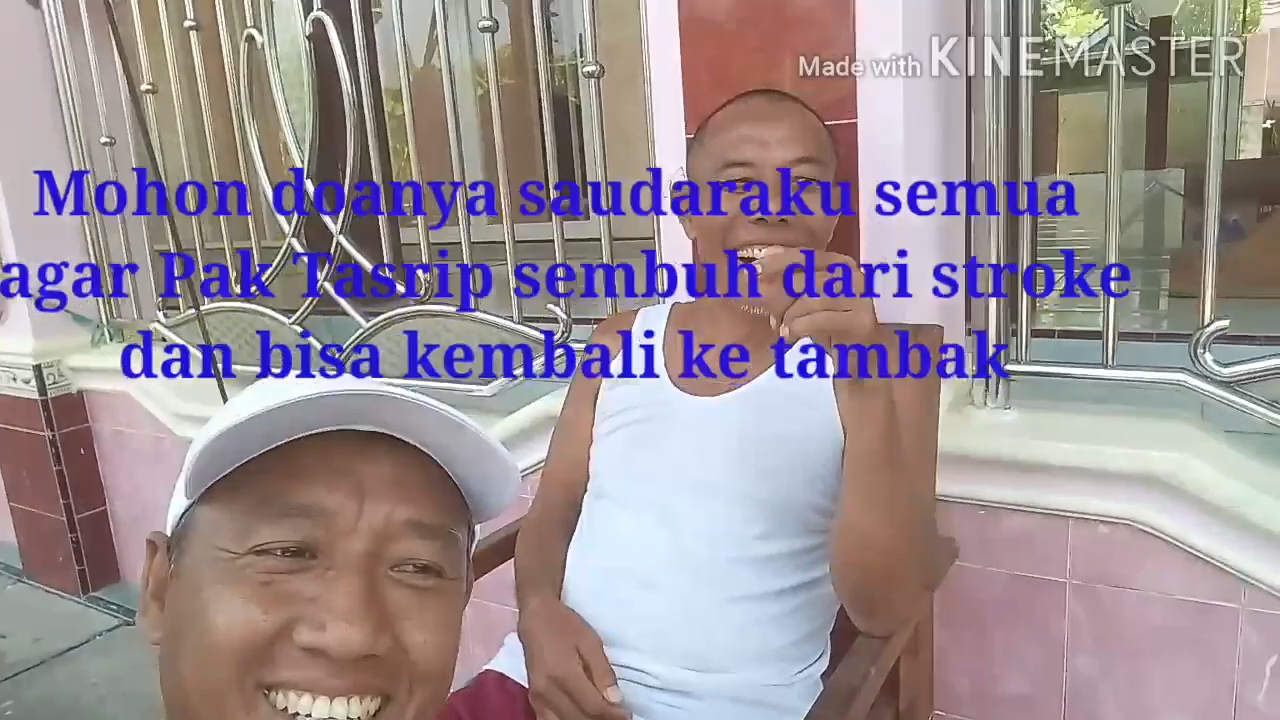 Made with KINEMASTER
Mohon doanya saudaraku semua
agar Pak Tasrip sembuh dari stroke
dan bisa kembali ke tambak